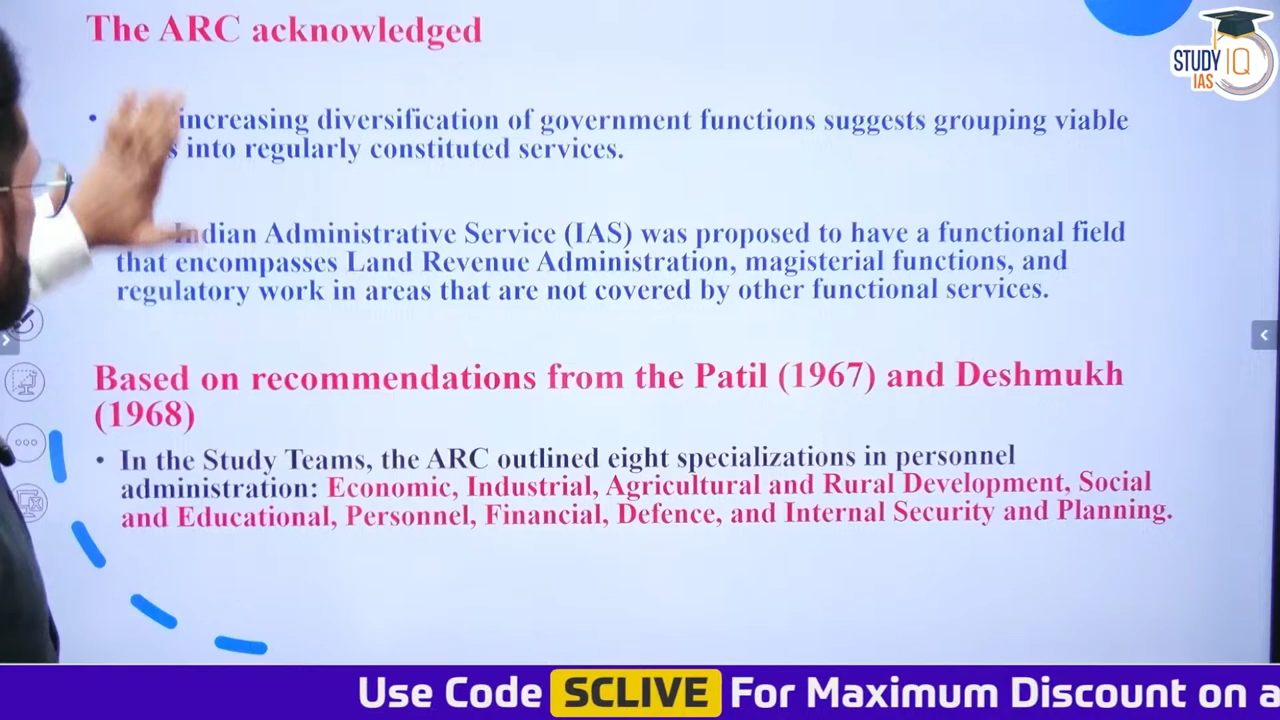 The ARC acknowledged
STUDY IQ
IAS
• increasing diversification of government functions suggests grouping viable
into regularly constituted services.
Indian Administrative Service (IAS) was proposed to have a functional field
that encompasses Land Revenue Administration, magisterial functions, and
regulatory work in areas that are not covered by other functional services.
Based on recommendations from the Patil (1967) and Deshmukh
(1968)
• In the Study Teams, the ARC outlined eight specializations in personnel
administration: Economic, Industrial, Agricultural and Rural Development, Social
and Educational, Personnel, Financial, Defence, and Internal Security and Planning.
Use Code SCLIVE For Maximum Discount on a